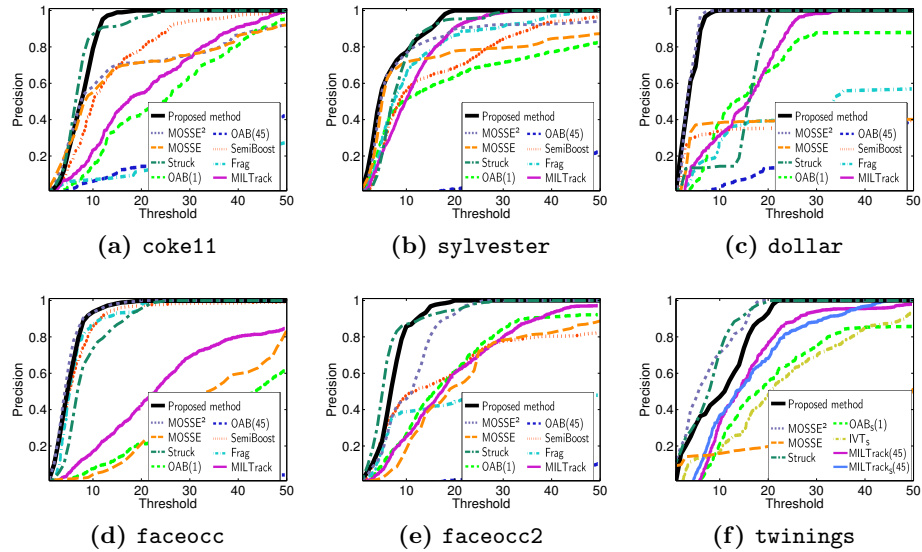 Precision
1
0.8
0.6
0.4
0.2
10 20 30 40 50
Threshold
Proposed method
MOSSE² OAB(45)
MOSSE SemiBoost
Struck Frag
OAB(1) MILTrack
(a) coke11
Precision
1
0.8
0.6
0.4
0.2
10 20 30 40 50
Threshold
Proposed method
MOSSE² OAB(45)
MOSSE SemiBoost
Struck Frag
OAB(1) MILTrack
(b) sylvester
Precision
1
0.8
0.6
0.4
0.2
10 20 30 40 50
Threshold
Proposed method
MOSSE² OAB(45)
MOSSE SemiBoost
Struck Frag
OAB(1) MILTrack
(c) dollar
Precision
1
0.8
0.6
0.4
0.2
10 20 30 40 50
Threshold
Proposed method
MOSSE² OAB(45)
MOSSE SemiBoost
Struck Frag
OAB(1) MILTrack
(d) faceocc
Precision
1
0.8
0.6
0.4
0.2
10 20 30 40 50
Threshold
Proposed method
MOSSE² OAB(45)
MOSSE SemiBoost
Struck Frag
OAB(1) MILTrack
(e) faceocc2
Precision
1
0.8
0.6
0.4
0.2
10 20 30 40 50
Threshold
Proposed method
MOSSE² OABₛ(1)
MOSSE IVTₛ
Struck MILTrack(45)
MILTrackₛ(45)
(f) twinings